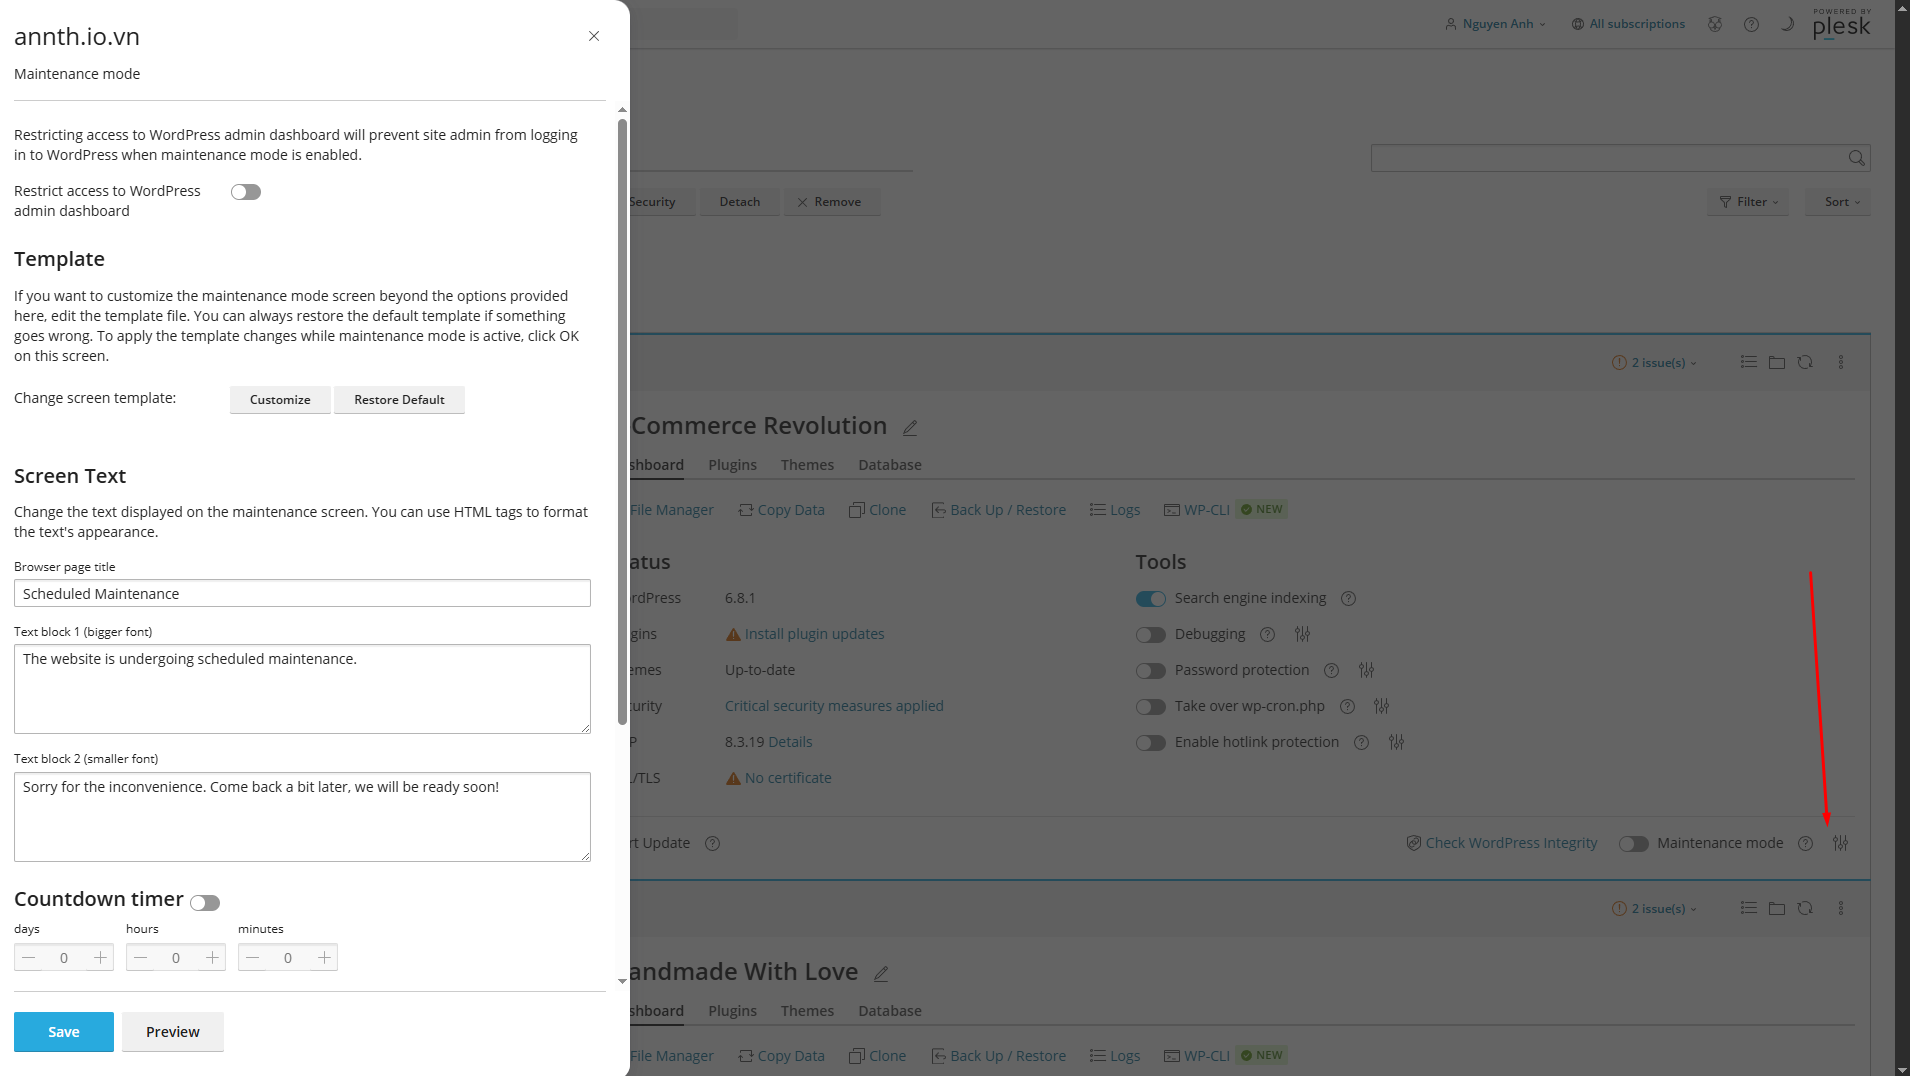 annth.io.vn
Maintenance mode
Restricting access to WordPress admin dashboard will prevent site admin from logging
in to WordPress when maintenance mode is enabled.
Restrict access to WordPress
admin dashboard
Template
If you want to customize the maintenance mode screen beyond the options provided
here, edit the template file. You can always restore the default template if something
goes wrong. To apply the template changes while maintenance mode is active, click OK
on this screen.
Change screen template:
Customize
Restore Default
Screen Text
Change the text displayed on the maintenance screen. You can use HTML tags to format
the text's appearance.
Browser page title
Scheduled Maintenance
Text block 1 (bigger font)
The website is undergoing scheduled maintenance.
Text block 2 (smaller font)
Sorry for the inconvenience. Come back a bit later, we will be ready soon!
Countdown timer
days hours minutes
0 0 0
Save Preview
Nguyen Anh
All subscriptions
POWERED BY
plesk
Security Detach Remove
Filter Sort
2 issue(s)
Commerce Revolution
shboard Plugins Themes Database
File Manager Copy Data Clone Back Up / Restore Logs WP-CLI NEW
atus
rdPress 6.8.1
gins Install plugin updates
emes Up-to-date
urity Critical security measures applied
P 8.3.19 Details
/TLS No certificate
Tools
Search engine indexing
Debugging
Password protection
Take over wp-cron.php
Enable hotlink protection
rt Update
Check WordPress Integrity
Maintenance mode
2 issue(s)
andmade With Love
shboard Plugins Themes Database
File Manager Copy Data Clone Back Up / Restore Logs WP-CLI NEW